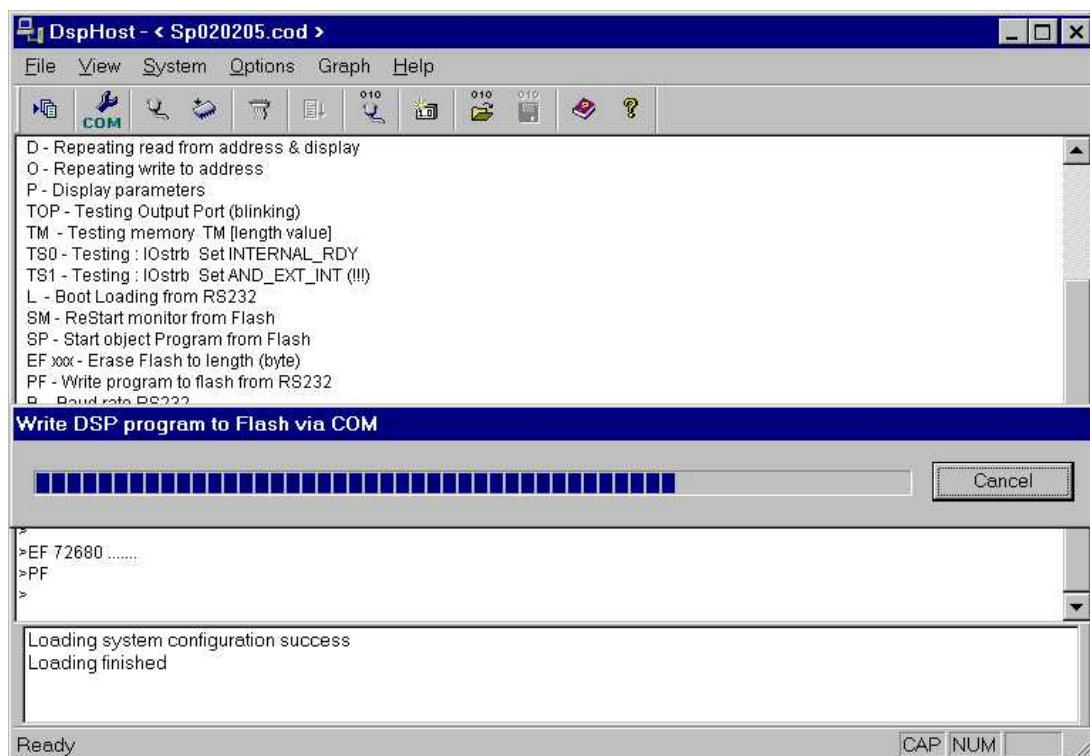 DspHost - < Sp020205.cod >
File View System Options Graph Help
COM 010 010 010
D - Repeating read from address & display
O - Repeating write to address
P - Display parameters
TOP - Testing Output Port (blinking)
TM - Testing memory TM [length value]
TS0 - Testing : IOstrb Set INTERNAL_RDY
TS1 - Testing : IOstrb Set AND_EXT_INT (!!!)
L - Boot Loading from RS232
SM - ReStart monitor from Flash
SP - Start object Program from Flash
EF xxx - Erase Flash to length (byte)
PF - Write program to flash from RS232
B - Baud rate RS232
Write DSP program to Flash via COM
Cancel
>
>EF 72680 .......
>PF
>
Loading system configuration success
Loading finished
Ready CAP NUM